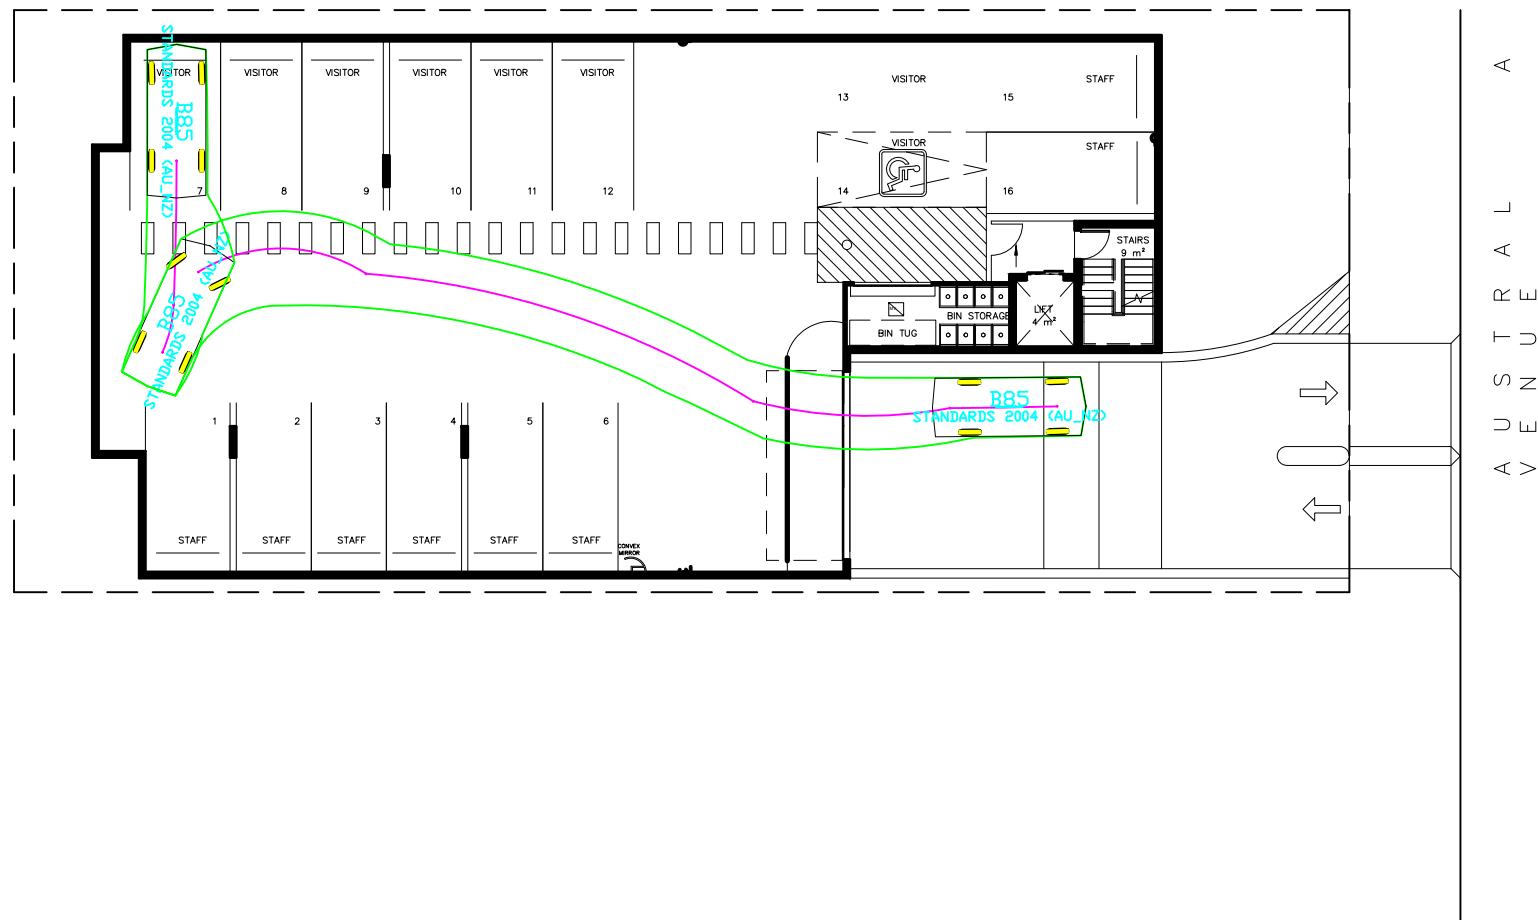 VISITOR
VISITOR
VISITOR
VISITOR
VISITOR
VISITOR
VISITOR
STAFF
13
15
VISITOR
STAFF
7
8
9
10
11
12
14
16
B85
STANDARDS 2004 (AU_NZ)
B85
STANDARDS 2004 (AU_NZ)
STAIRS
9 m²
LIFT
4 m²
BIN STORAGE
BIN TUG
B85
STANDARDS 2004 (AU_NZ)
1
2
3
4
5
6
STAFF
STAFF
STAFF
STAFF
STAFF
STAFF
CONVEX
MIRROR
AUSTRAL A
VENUE